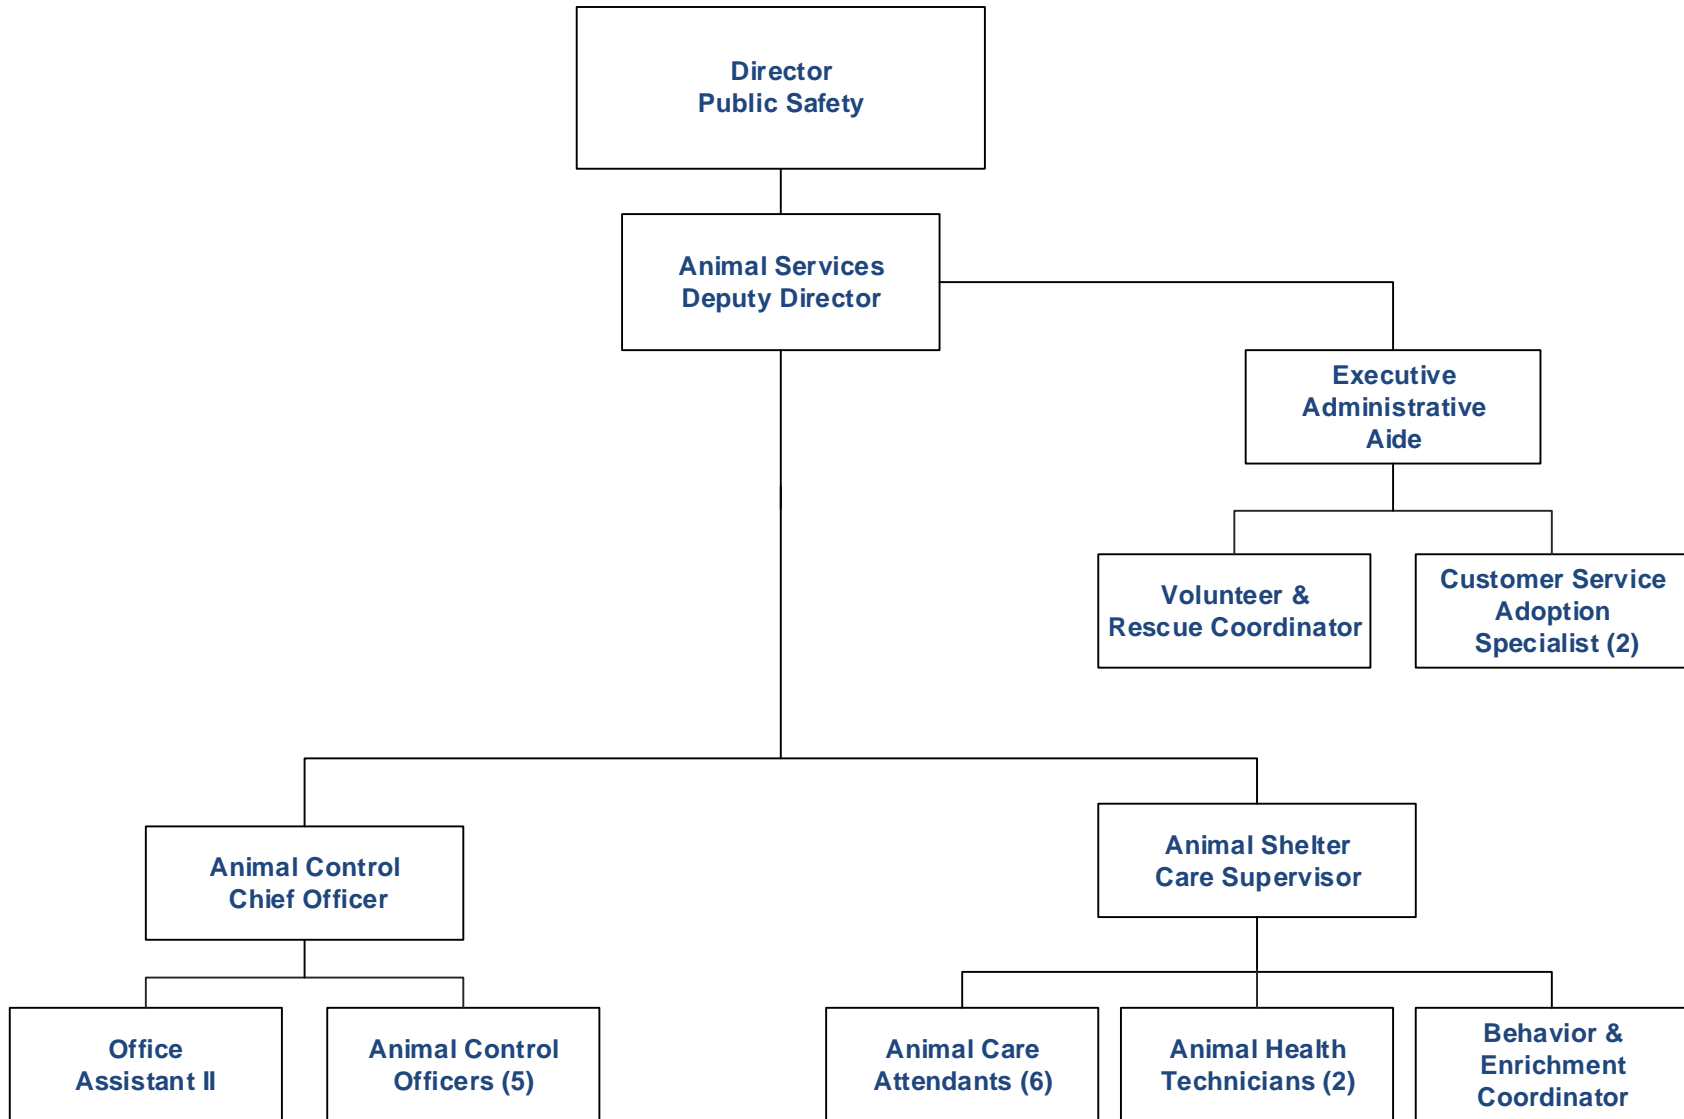 Director
Public Safety
Animal Services
Deputy Director
Executive
Administrative
Aide
Volunteer &
Rescue Coordinator
Customer Service
Adoption
Specialist (2)
Animal Control
Chief Officer
Animal Shelter
Care Supervisor
Office
Assistant II
Animal Control
Officers (5)
Animal Care
Attendants (6)
Animal Health
Technicians (2)
Behavior &
Enrichment
Coordinator